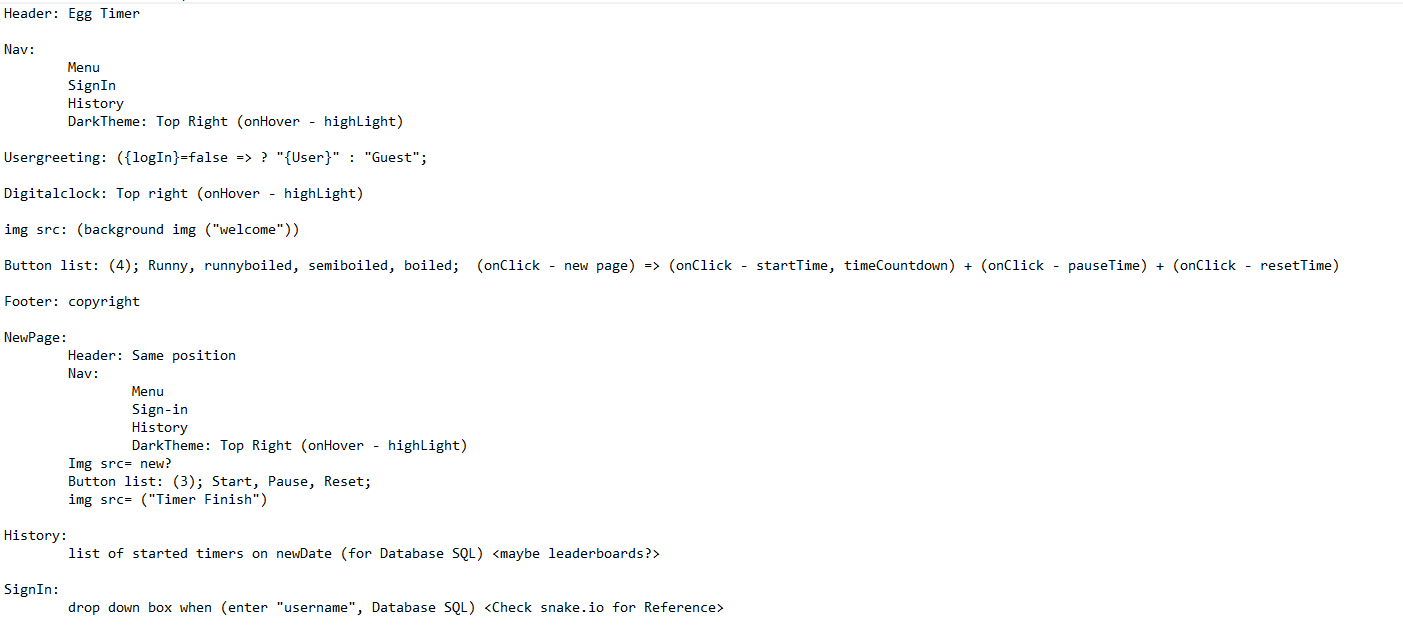 Header: Egg Timer
Nav:
Menu
SignIn
History
DarkTheme: Top Right (onHover - highLight)
Usergreeting: ({logIn}=false => ? "{User}" : "Guest";
Digitalclock: Top right (onHover - highLight)
img src: (background img ("welcome"))
Button list: (4); Runny, runnyboiled, semiboiled, boiled;  (onClick - new page) => (onClick - startTime, timeCountdown) + (onClick - pauseTime) + (onClick - resetTime)
Footer: copyright
NewPage:
Header: Same position
Nav:
Menu
Sign-in
History
DarkTheme: Top Right (onHover - highLight)
Img src= new?
Button list: (3); Start, Pause, Reset;
img src= ("Timer Finish")
History:
list of started timers on newDate (for Database SQL) <maybe leaderboards?>
SignIn:
drop down box when (enter "username", Database SQL) <Check snake.io for Reference>